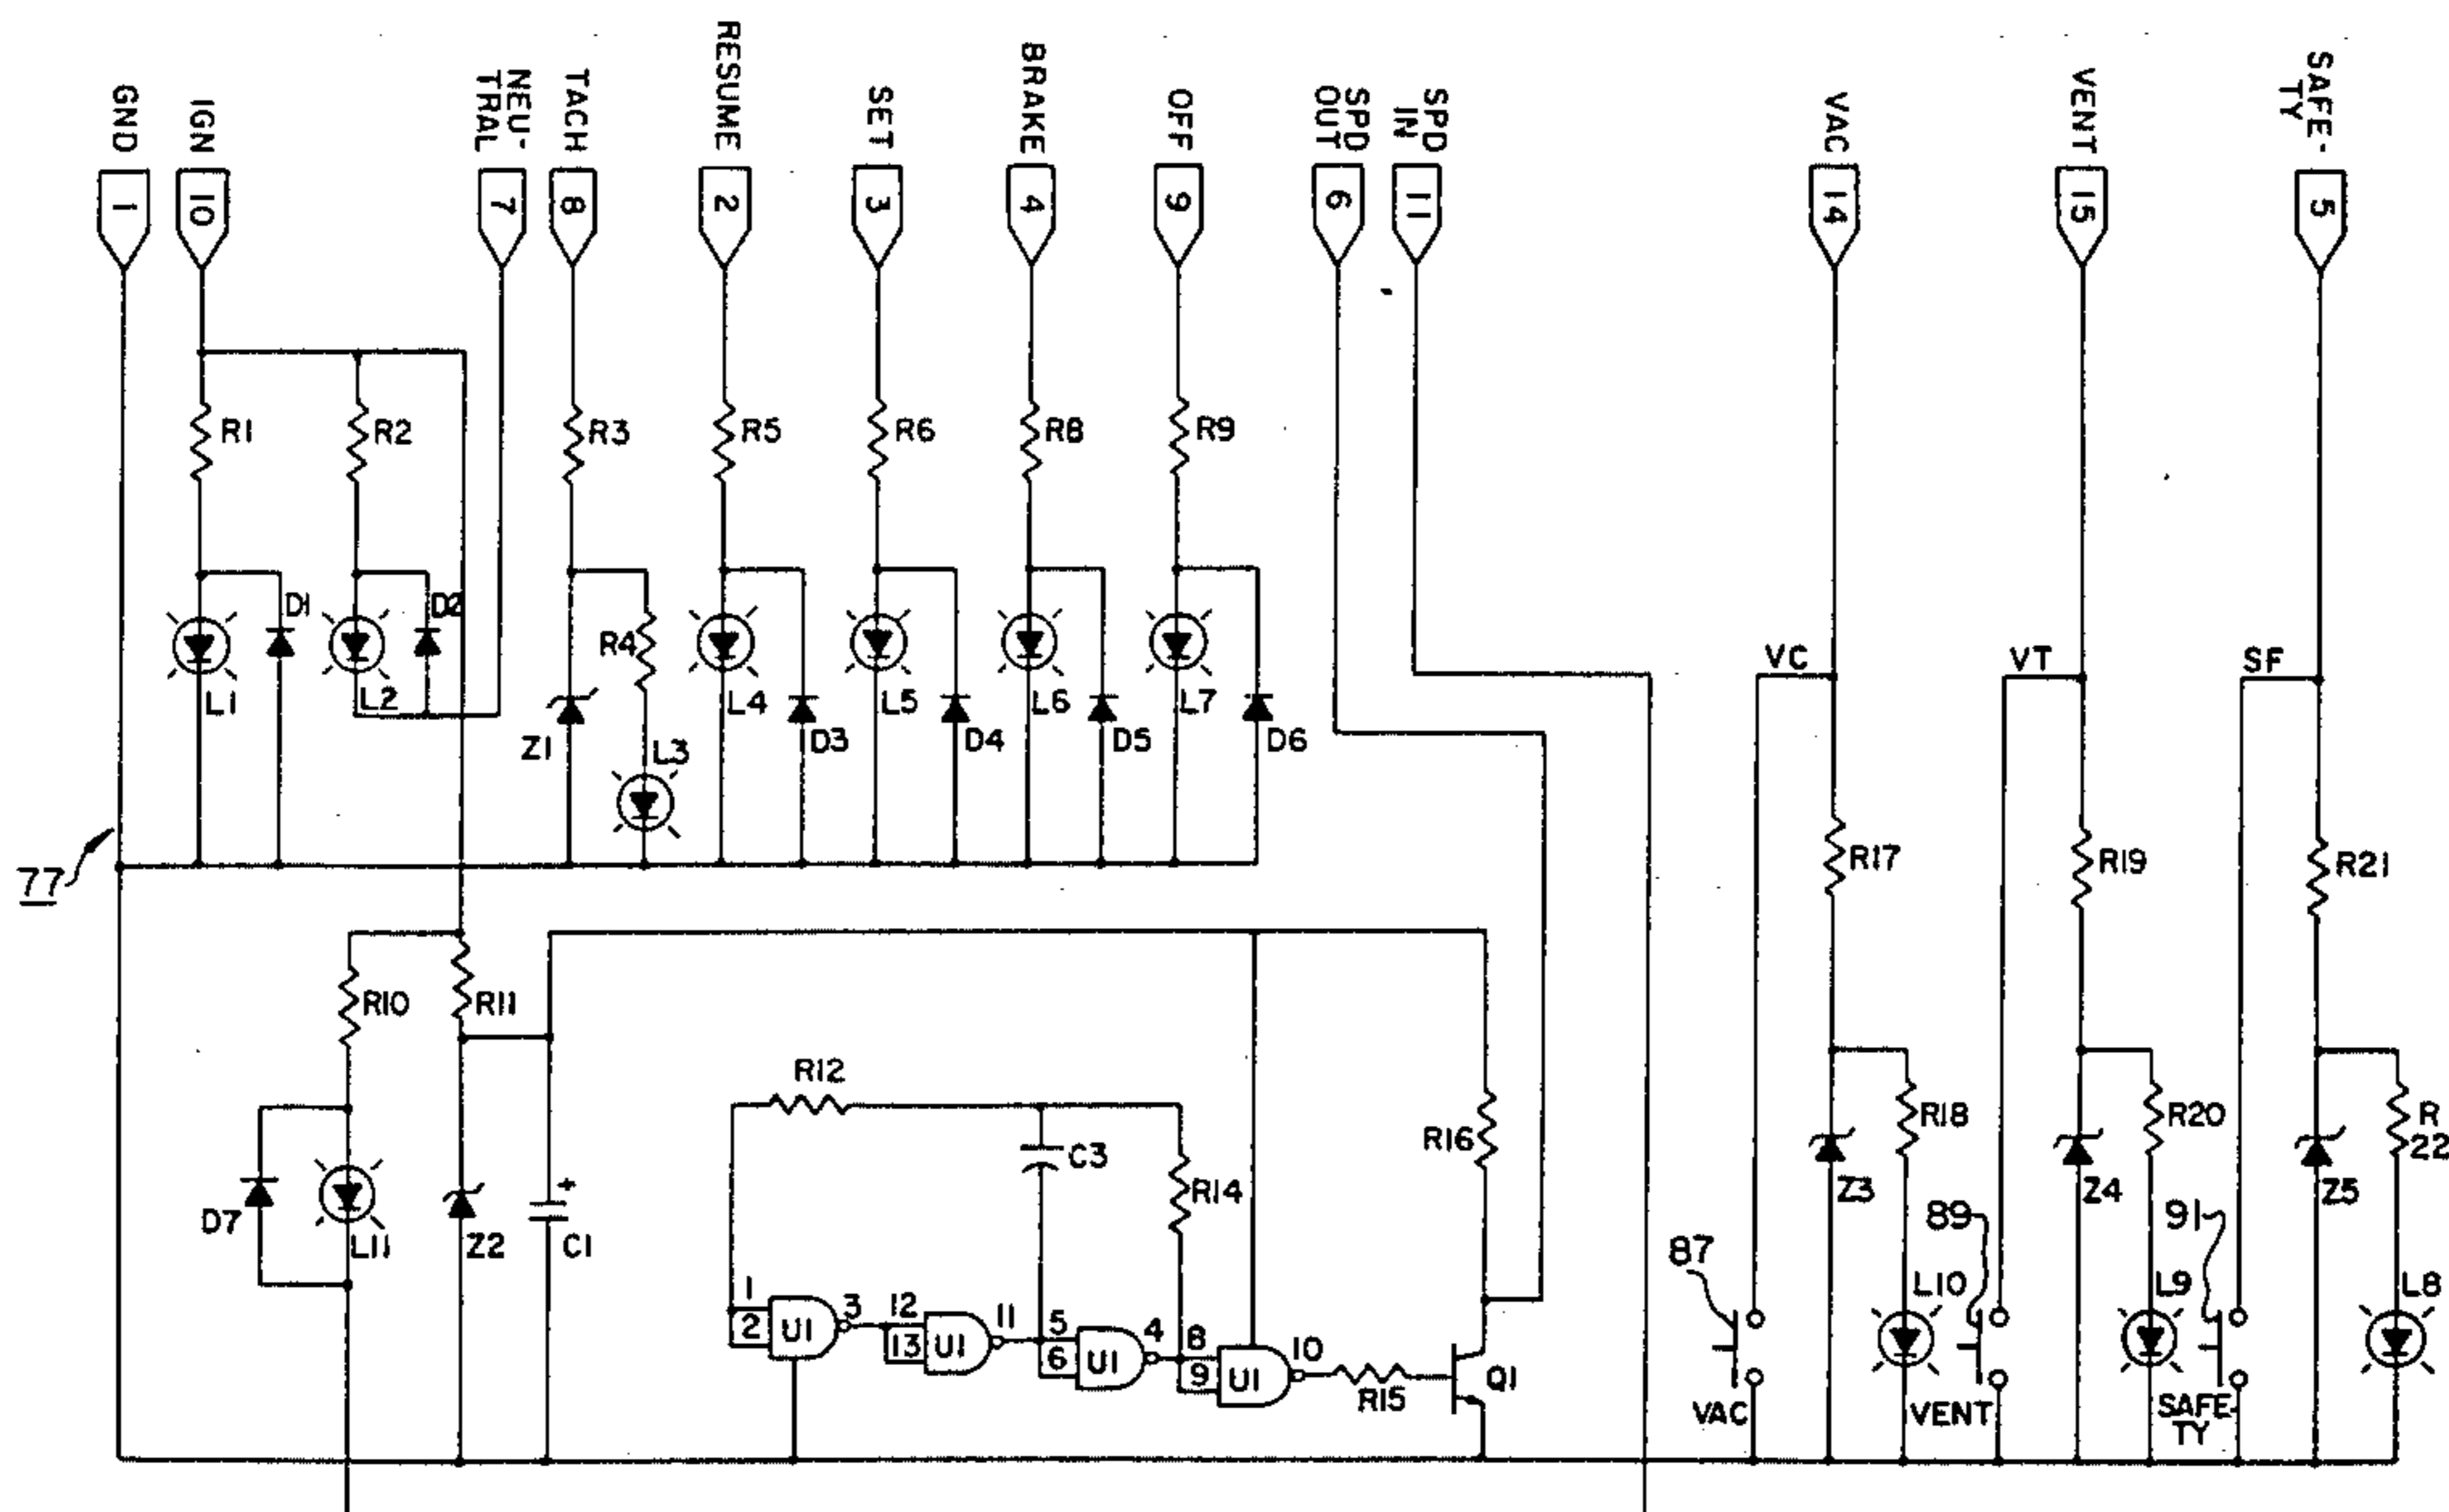 GND
IGN
NEU-
TRAL
TACH
RESUME
SET
BRAKE
OFF
SPD
OUT
SPD
IN
VAC
VENT
SAFE-
TY
1
10
7
8
2
3
4
9
6
11
14
15
5
R1
R2
R3
R5
R6
R8
R9
D1
D2
R4
L1
L2
Z1
L3
L4
D3
L5
D4
L6
D5
L7
D6
VC
VT
SF
77
R17
R19
R21
R10
R11
R12
C3
R14
R16
R18
R20
R
22
Z3
Z4
Z5
D7
L11
Z2
C1
+
87
89
91
1
2
U1
3
12
13
U1
11
5
6
U1
4
8
9
U1
10
R15
Q1
L10
L9
L8
VAC
VENT
SAFE-
TY